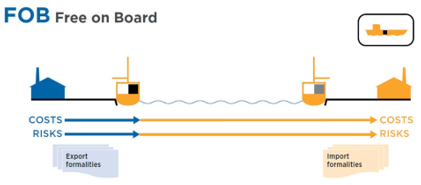 FOB Free on Board
COSTS COSTS
RISKS RISKS
Export
formalities
Import
formalities